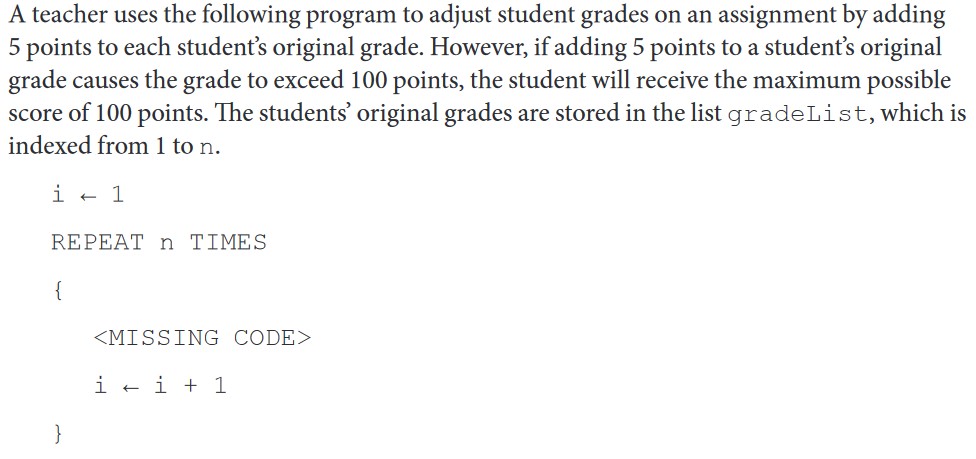 A teacher uses the following program to adjust student grades on an assignment by adding
5 points to each student’s original grade. However, if adding 5 points to a student’s original
grade causes the grade to exceed 100 points, the student will receive the maximum possible
score of 100 points. The students’ original grades are stored in the list gradeList, which is
indexed from 1 to n.
i ← 1
REPEAT n TIMES
{
<MISSING CODE>
i ← i + 1
}